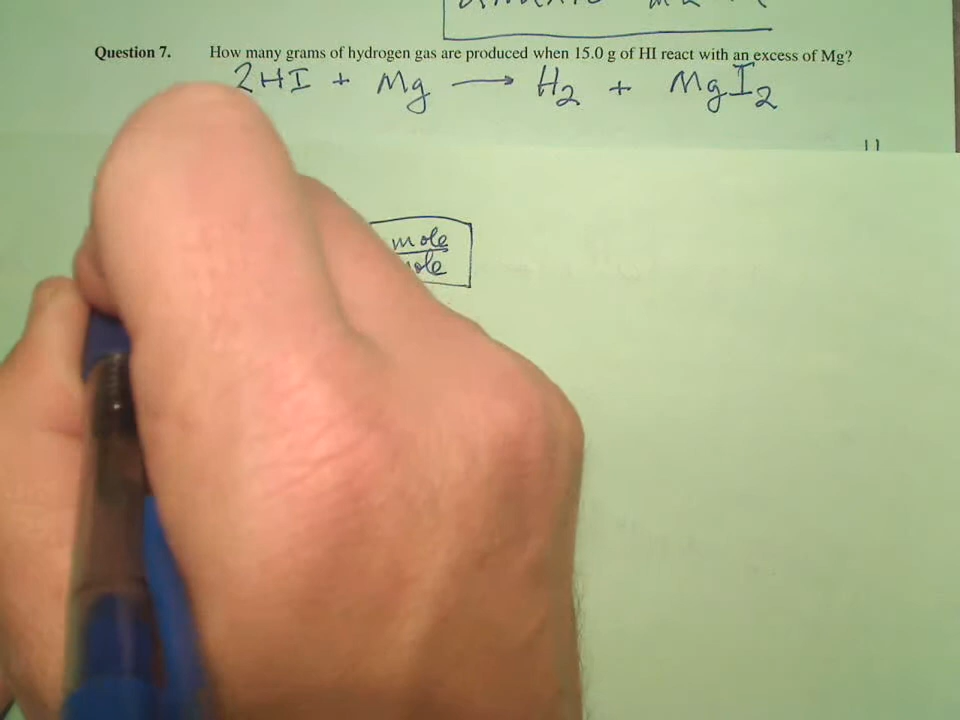 Question 7. How many grams of hydrogen gas are produced when 15.0 g of HI react with an excess of Mg?
2HI + Mg → H2 + MgI2
11
mole
ole